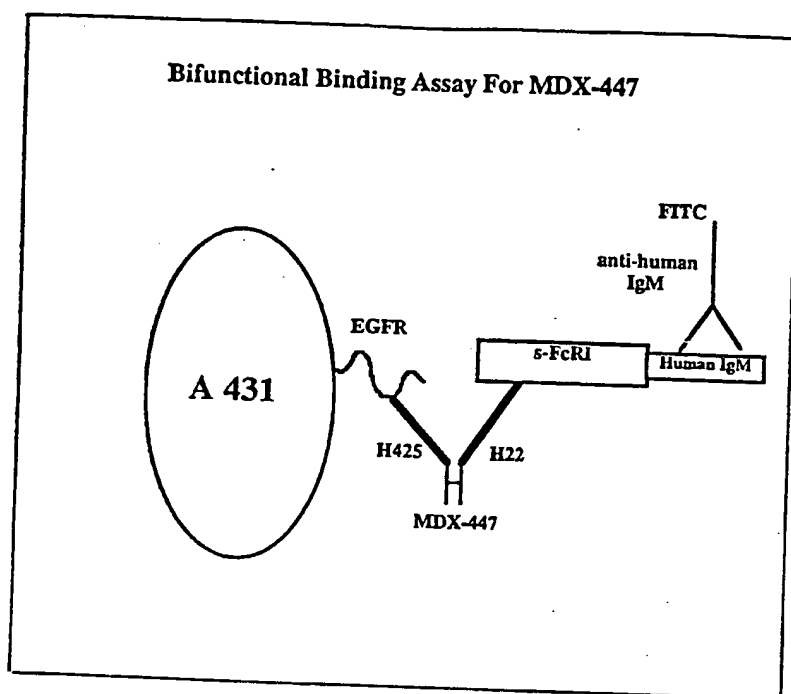 Bifunctional Binding Assay For MDX-447
FITC
anti-human
IgM
EGFR
s-FcRI
Human IgM
A 431
H425
H22
MDX-447